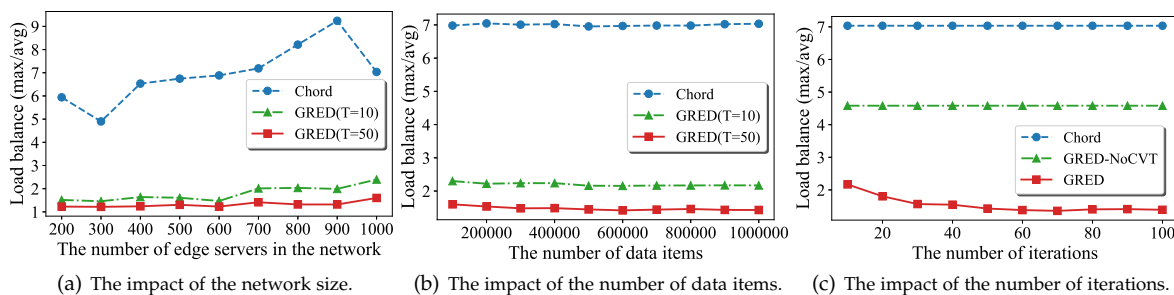 Load balance (max/avg)
9
8
7
6
5
4
3
2
1
Chord
GRED(T=10)
GRED(T=50)
200 300 400 500 600 700 800 900 1000
The number of edge servers in the network
(a) The impact of the network size.
Load balance (max/avg)
7
6
5
4
3
2
Chord
GRED(T=10)
GRED(T=50)
200000 400000 600000 800000 1000000
The number of data items
(b) The impact of the number of data items.
Load balance (max/avg)
7
6
5
4
3
2
Chord
GRED-NoCVT
GRED
20 40 60 80 100
The number of iterations
(c) The impact of the number of iterations.